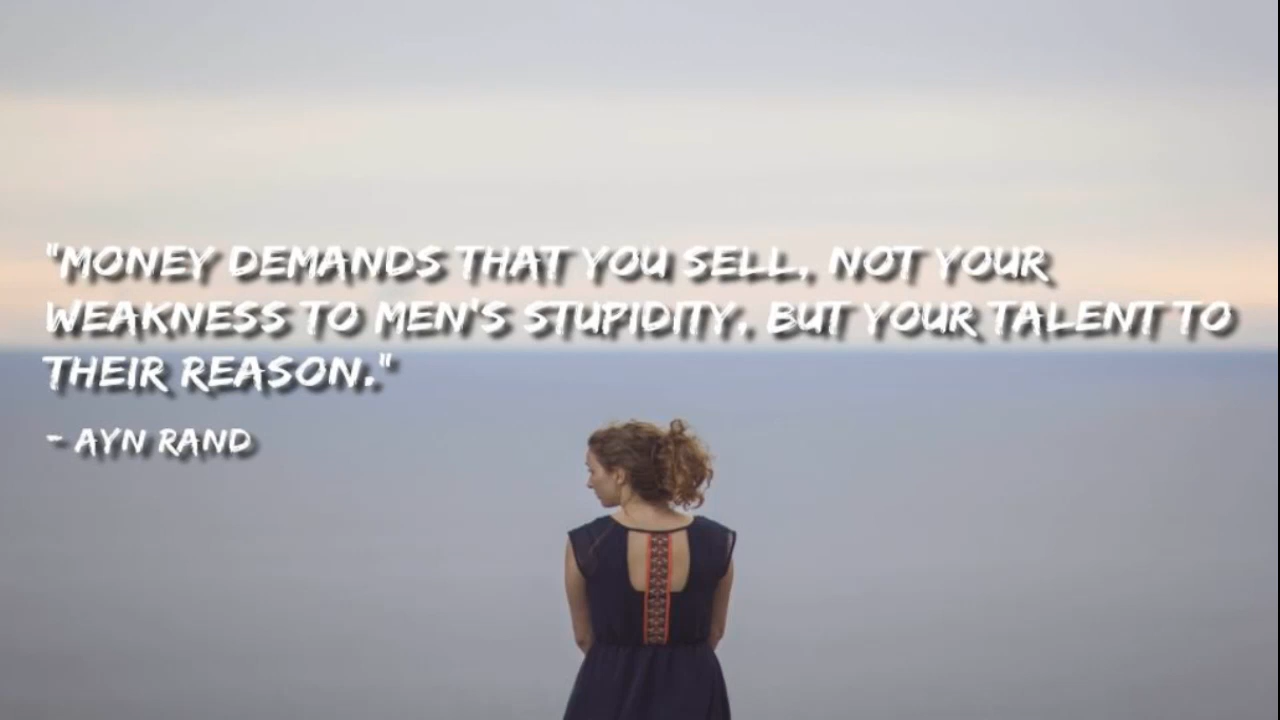 "MONEY DEMANDS THAT YOU SELL, NOT YOUR
WEAKNESS TO MEN'S STUPIDITY, BUT YOUR TALENT TO
THEIR REASON."
- AYN RAND